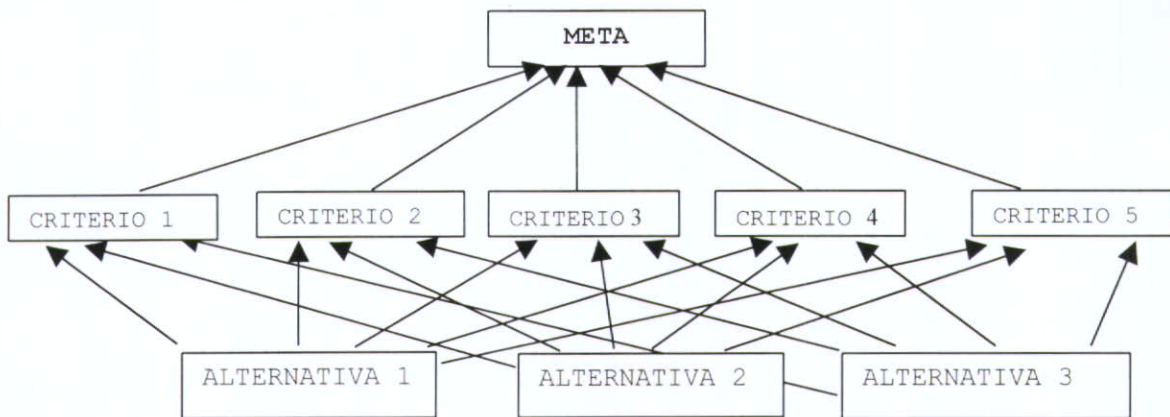 META
CRITERIO 1
CRITERIO 2
CRITERIO 3
CRITERIO 4
CRITERIO 5
ALTERNATIVA 1
ALTERNATIVA 2
ALTERNATIVA 3